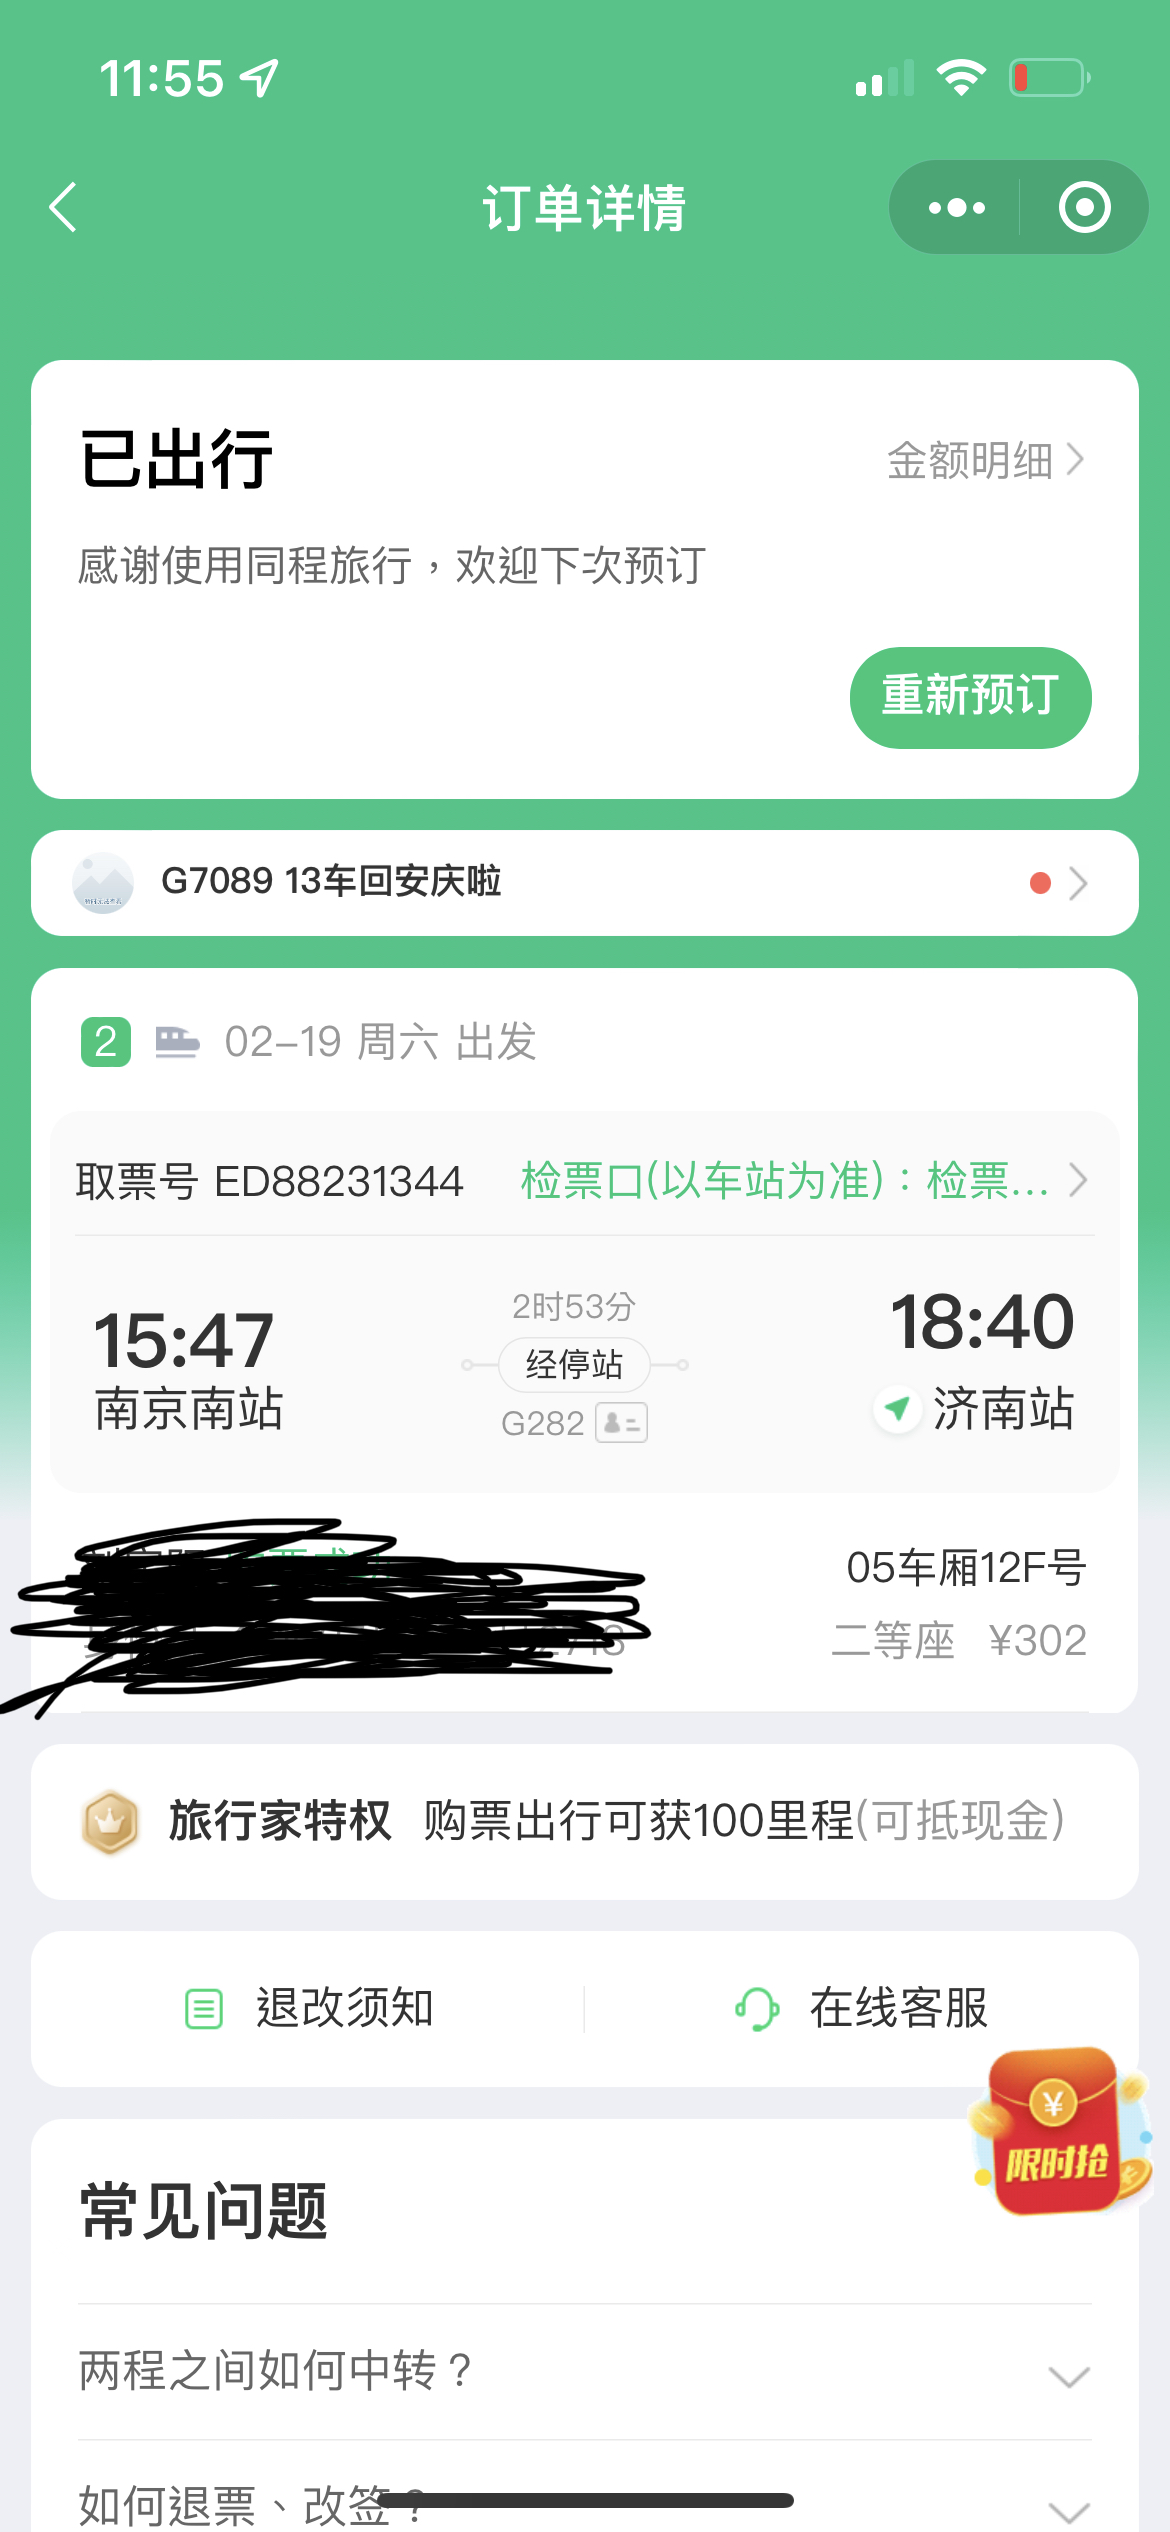 11:55
订单详情
已出行
金额明细
感谢使用同程旅行，欢迎下次预订
重新预订
G7089 13车回安庆啦
2 02-19 周六 出发
取票号 ED88231344 检票口(以车站为准)：检票...
2时53分
15:47 18:40
经停站
南京南站 济南站
G282
05车厢12F号
二等座 ¥302
旅行家特权 购票出行可获100里程(可抵现金)
退改须知 在线客服
¥
限时抢
常见问题
两程之间如何中转？
如何退票、改签？